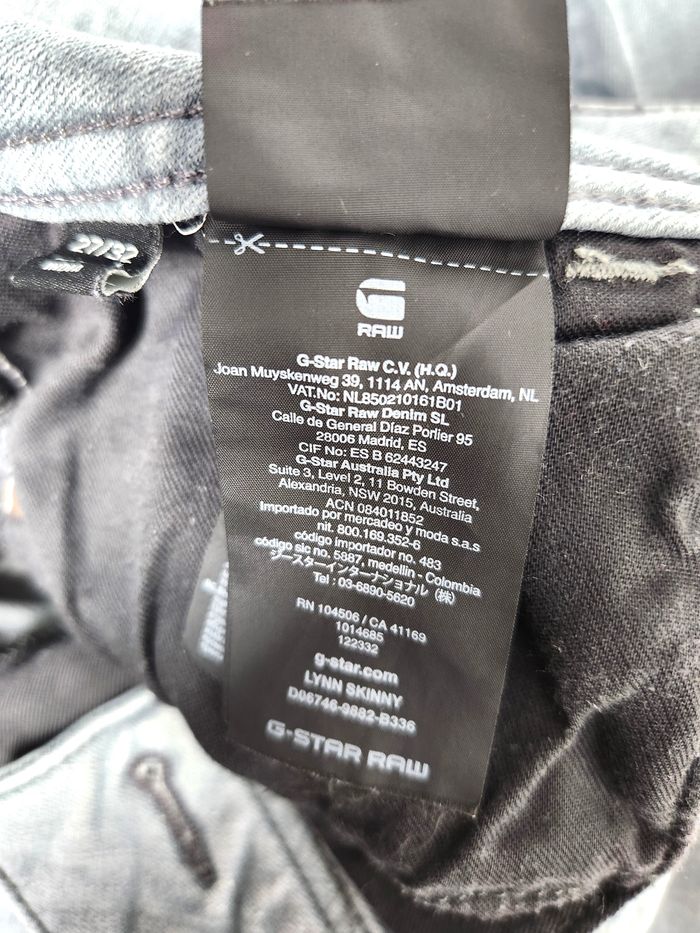 27/32
G
RAW
G-Star Raw C.V. (H.Q.)
Joan Muyskenweg 39, 1114 AN, Amsterdam, NL
VAT.No: NL850210161B01
G-Star Raw Denim SL
Calle de General Díaz Porlier 95
28006 Madrid, ES
CIF No: ES B 62443247
G-Star Australia Pty Ltd
Suite 3, Level 2, 11 Bowden Street,
Alexandria, NSW 2015, Australia
ACN 084011852
Importado por mercadeo y moda s.a.s
nit. 800.169.352-6
código importador no. 483
código sic no. 5887, medellin - Colombia
ジースターインターナショナル (株)
Tel : 03-6890-5620
RN 104506 / CA 41169
1014685
122332
g-star.com
LYNN SKINNY
D06746-9882-B336
G-STAR RAW